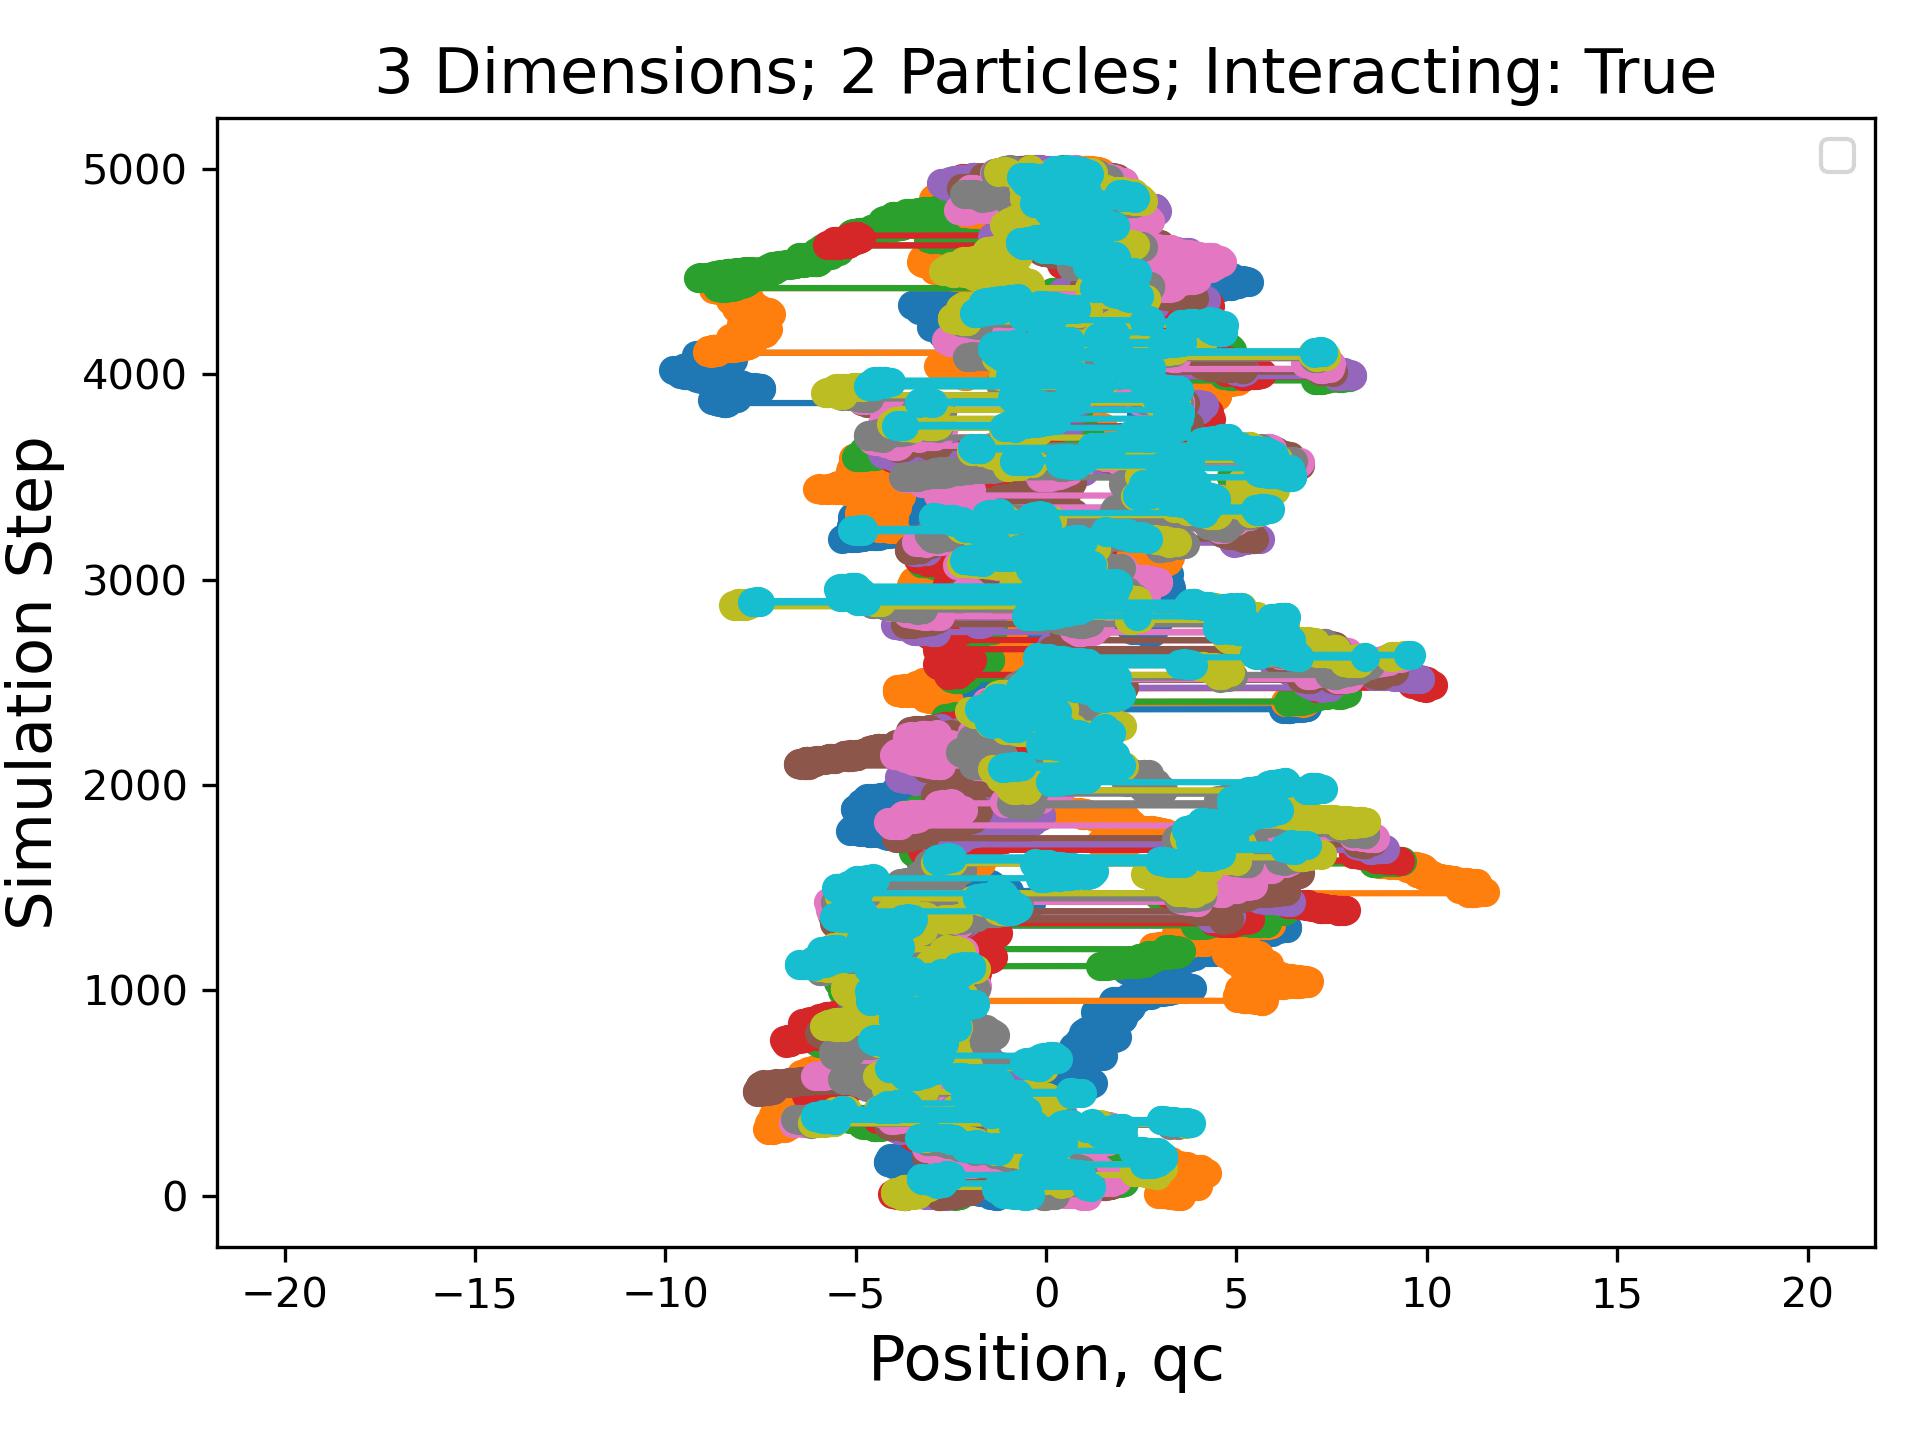 3 Dimensions; 2 Particles; Interacting: True
5000
4000
3000
2000
1000
0
Simulation Step
−20 −15 −10 −5 0 5 10 15 20
Position, qc